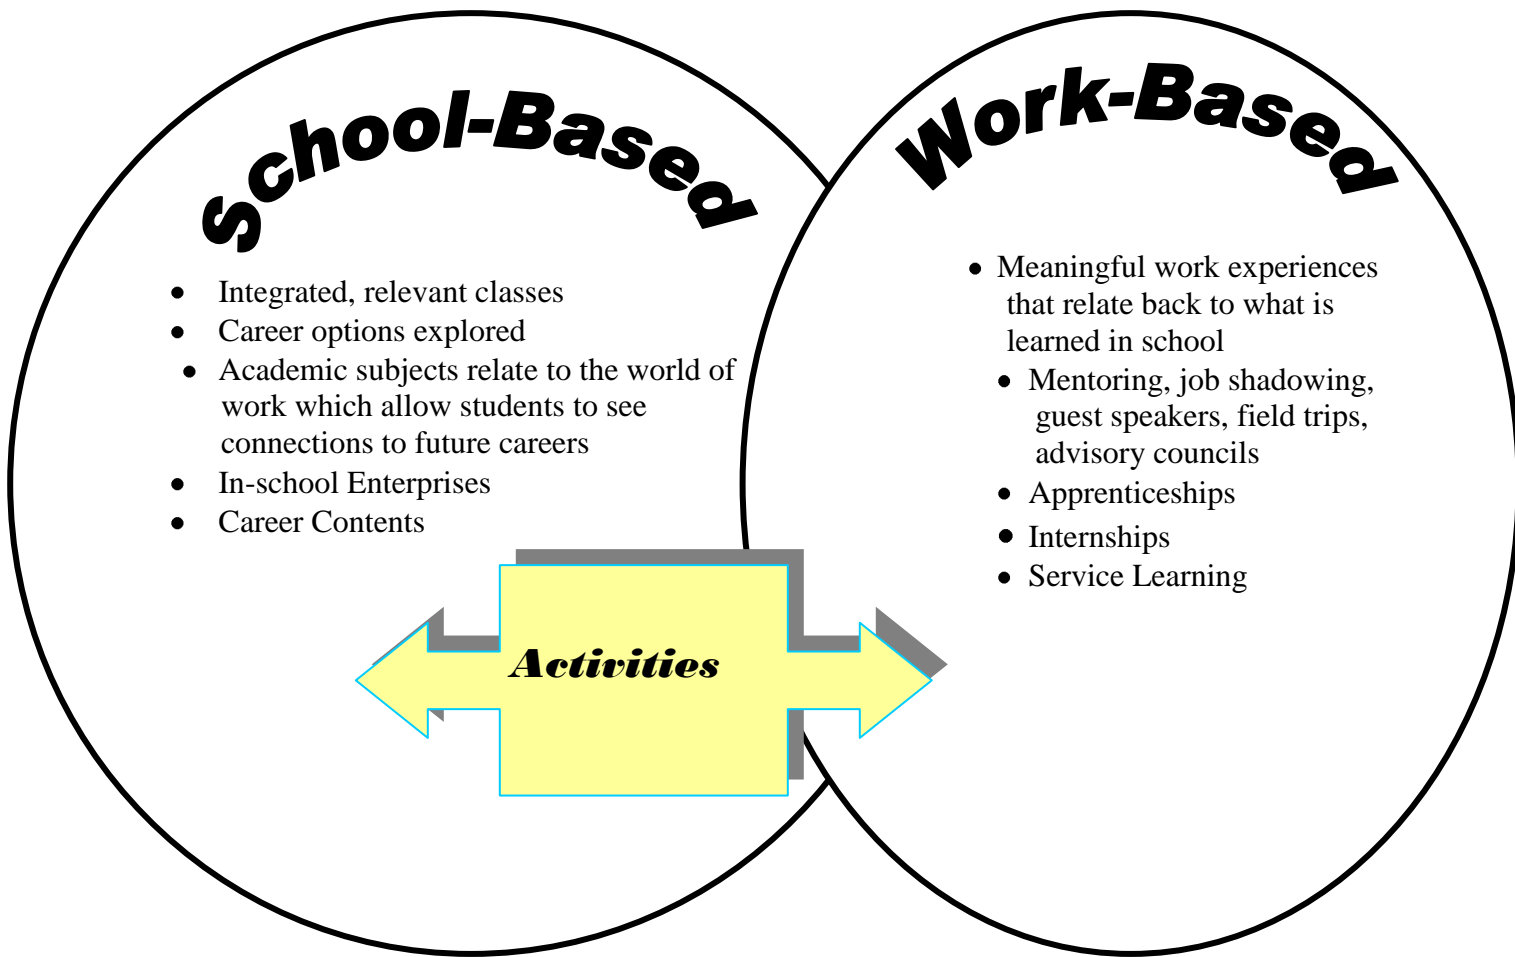 School-Based
• Integrated, relevant classes
• Career options explored
• Academic subjects relate to the world of
work which allow students to see
connections to future careers
• In-school Enterprises
• Career Contents
Work-Based
• Meaningful work experiences
that relate back to what is
learned in school
• Mentoring, job shadowing,
guest speakers, field trips,
advisory councils
• Apprenticeships
• Internships
• Service Learning
Activities